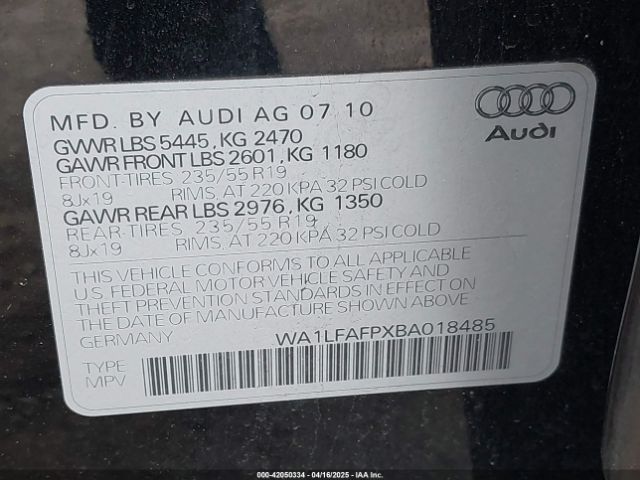 MFD. BY AUDI AG 07 10
GVWR LBS 5445, KG 2470
GAWR FRONT LBS 2601, KG 1180
FRONT-TIRES 235/55 R19
8Jx19 RIMS, AT 220 KPA 32 PSI COLD
GAWR REAR LBS 2976, KG 1350
REAR-TIRES 235/55 R19
8Jx19 RIMS, AT 220 KPA 32 PSI COLD
Audi
THIS VEHICLE CONFORMS TO ALL APPLICABLE
U.S. FEDERAL MOTOR VEHICLE SAFETY AND
THEFT PREVENTION STANDARDS IN EFFECT ON
THE DATE OF MANUFACTURE SHOWN ABOVE.
GERMANY WA1LFAFPXBA018485
TYPE
MPV
000-42050334 - 04/16/2025 - IAA Inc.